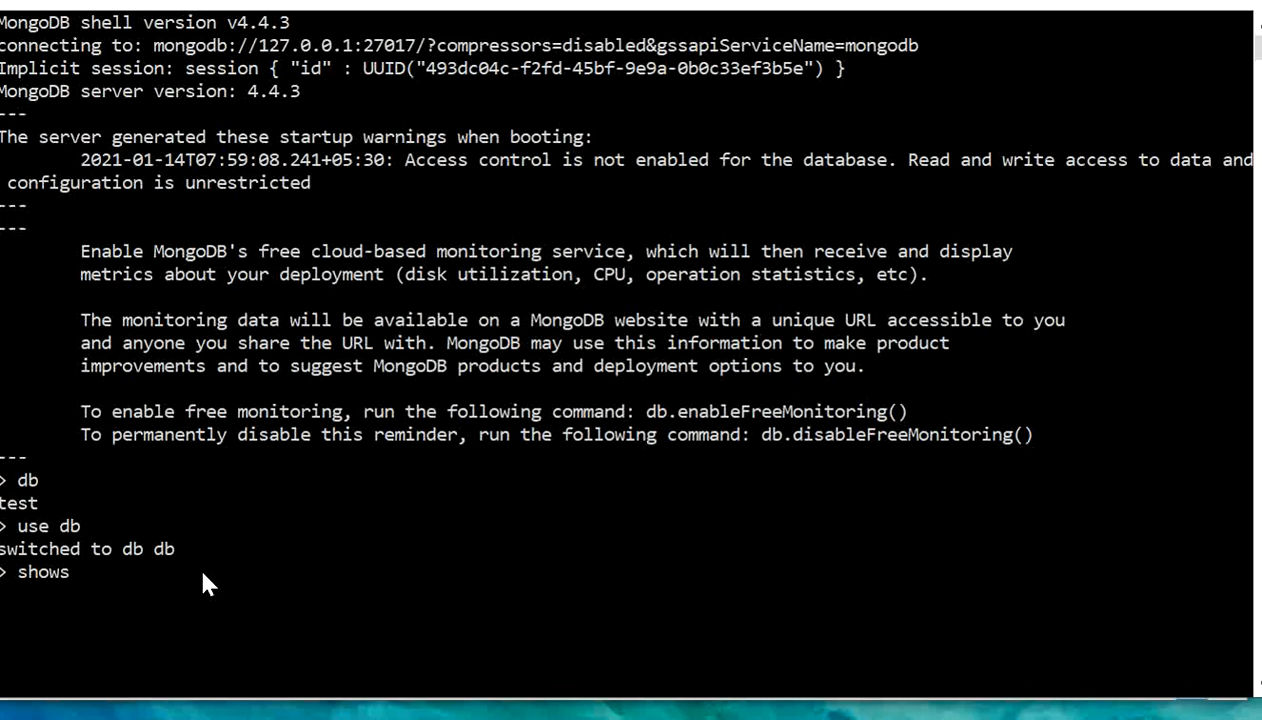 MongoDB shell version v4.4.3
connecting to: mongodb://127.0.0.1:27017/?compressors=disabled&gssapiServiceName=mongodb
Implicit session: session { "id" : UUID("493dc04c-f2fd-45bf-9e9a-0b0c33ef3b5e") }
MongoDB server version: 4.4.3
---
The server generated these startup warnings when booting:
2021-01-14T07:59:08.241+05:30: Access control is not enabled for the database. Read and write access to data and
configuration is unrestricted
---
---
Enable MongoDB's free cloud-based monitoring service, which will then receive and display
metrics about your deployment (disk utilization, CPU, operation statistics, etc).
The monitoring data will be available on a MongoDB website with a unique URL accessible to you
and anyone you share the URL with. MongoDB may use this information to make product
improvements and to suggest MongoDB products and deployment options to you.
To enable free monitoring, run the following command: db.enableFreeMonitoring()
To permanently disable this reminder, run the following command: db.disableFreeMonitoring()
---
> db
test
> use db
switched to db db
> shows